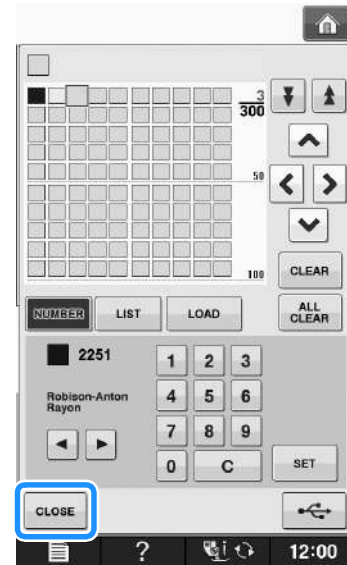 3
300
50
100
CLEAR
NUMBER
LIST
LOAD
ALL
CLEAR
2251
1 2 3
Robison-Anton
Rayon
4 5 6
7 8 9
0 C
SET
CLOSE
? i 12:00